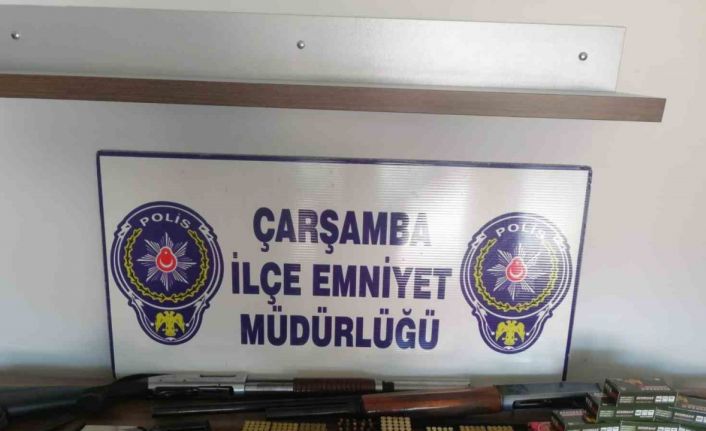 POLİS
ÇARŞAMBA
İLÇE EMNİYET
MÜDÜRLÜĞÜ
POLİS